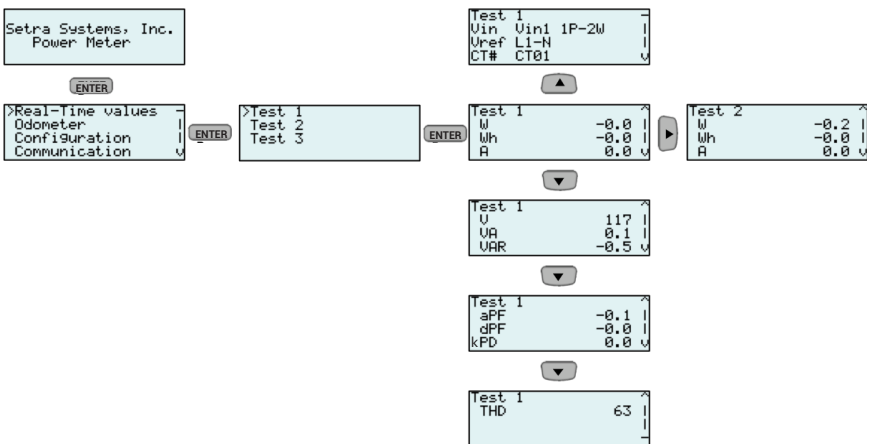 Setra Systems, Inc.
Power Meter
ENTER
>Real-Time values
Odometer
Configuration
Communication
ENTER
>Test 1
Test 2
Test 3
ENTER
Test 1
Vin Vin1 1P-2W
Vref L1-N
CT# CT01
Test 1
W -0.0
Wh -0.0
A 0.0
Test 2
W -0.2
Wh -0.0
A 0.0
Test 1
V 117
VA 0.1
VAR -0.5
Test 1
aPF -0.1
dPF -0.0
kPD 0.0
Test 1
THD 63